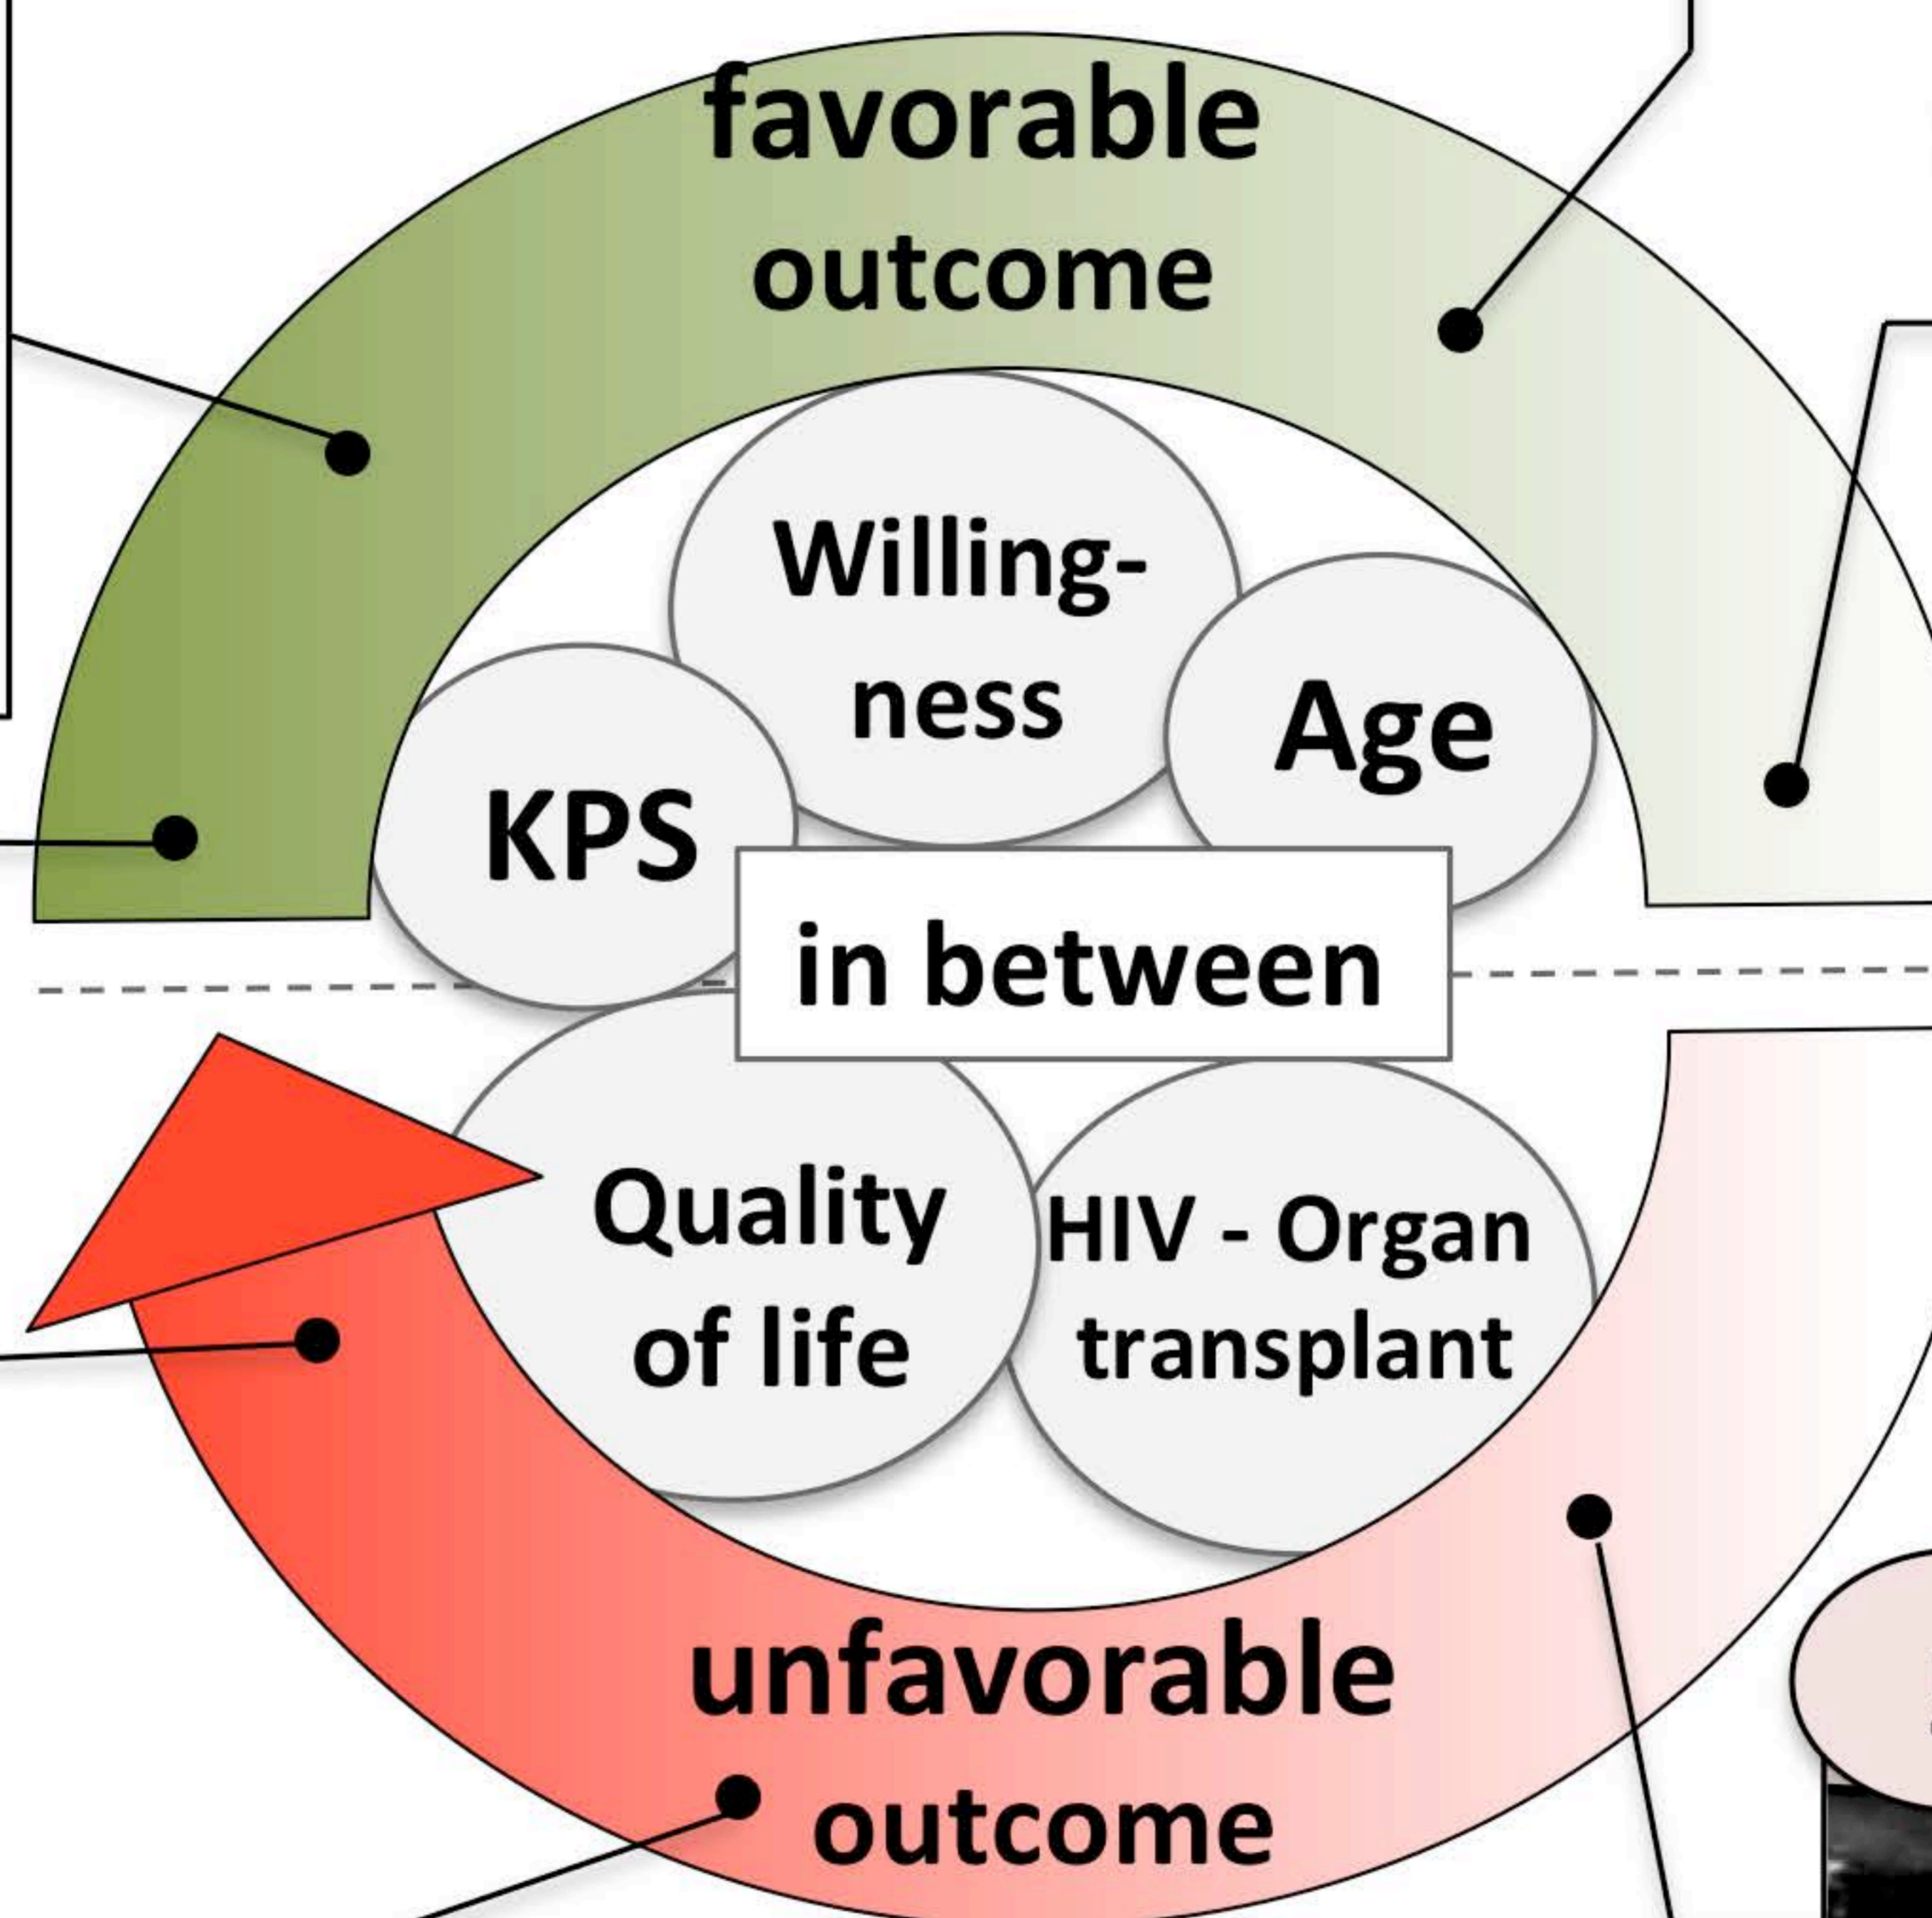 favorable
outcome
Willing-
ness
Age
KPS
in between
Quality
of life
HIV - Organ
transplant
unfavorable
outcome